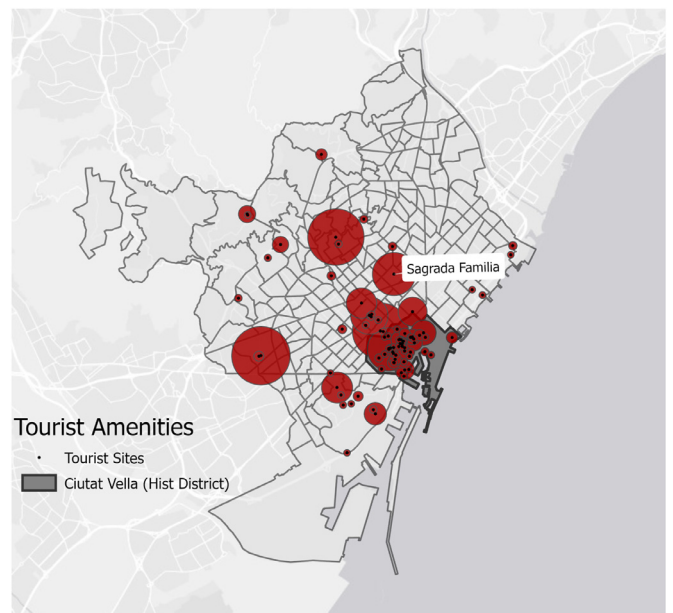 Sagrada Familia
Tourist Amenities
Tourist Sites
Ciutat Vella (Hist District)